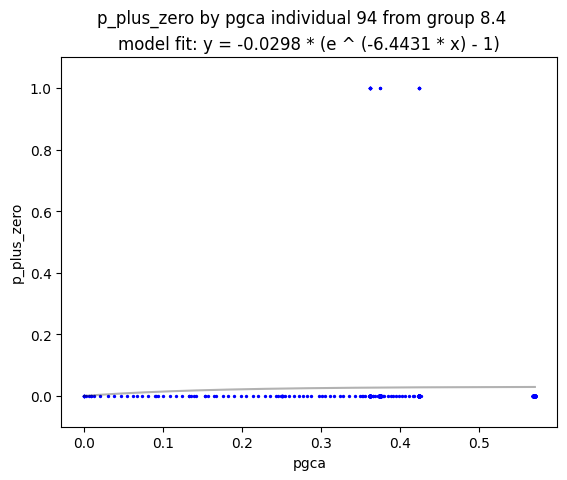 p_plus_zero by pgca individual 94 from group 8.4
model fit: y = -0.0298 * (e ^ (-6.4431 * x) - 1)
1.0
0.8
0.6
0.4
0.2
0.0
p_plus_zero
0.0 0.1 0.2 0.3 0.4 0.5
pgca